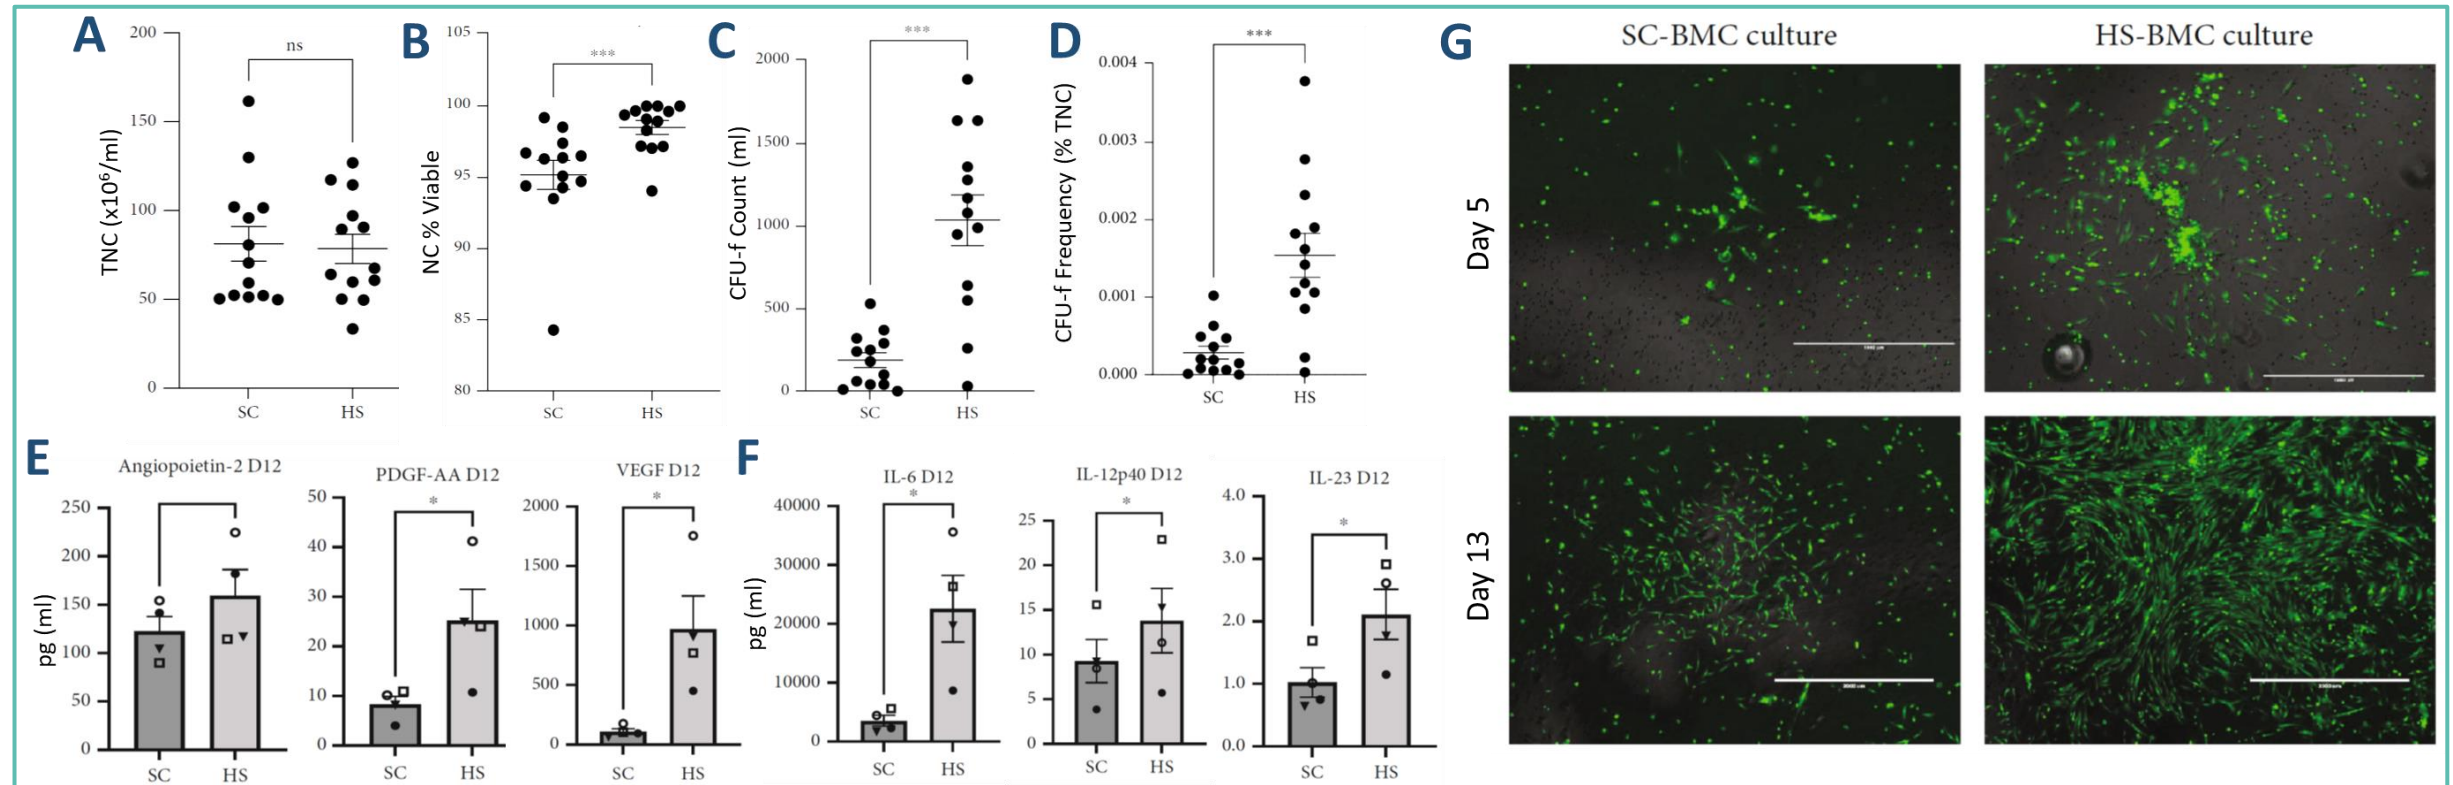 A
TNC (x10⁶/ml)
200
150
100
50
0
ns
SC
HS
B
NC % Viable
105
100
95
90
85
80
***
SC
HS
C
CFU-f Count (ml)
2000
1500
1000
500
0
***
SC
HS
D
CFU-f Frequency (% TNC)
0.004
0.003
0.002
0.001
0.000
***
SC
HS
E
pg (ml)
Angiopoietin-2 D12
250
200
150
100
50
0
SC
HS
PDGF-AA D12
*
50
40
30
20
10
0
SC
HS
VEGF D12
*
2000
1500
1000
500
0
SC
HS
F
pg (ml)
IL-6 D12
*
40000
30000
20000
10000
0
SC
HS
IL-12p40 D12
*
25
20
15
10
5
0
SC
HS
IL-23 D12
*
4.0
3.0
2.0
1.0
0.0
SC
HS
G
SC-BMC culture
HS-BMC culture
Day 5
Day 13